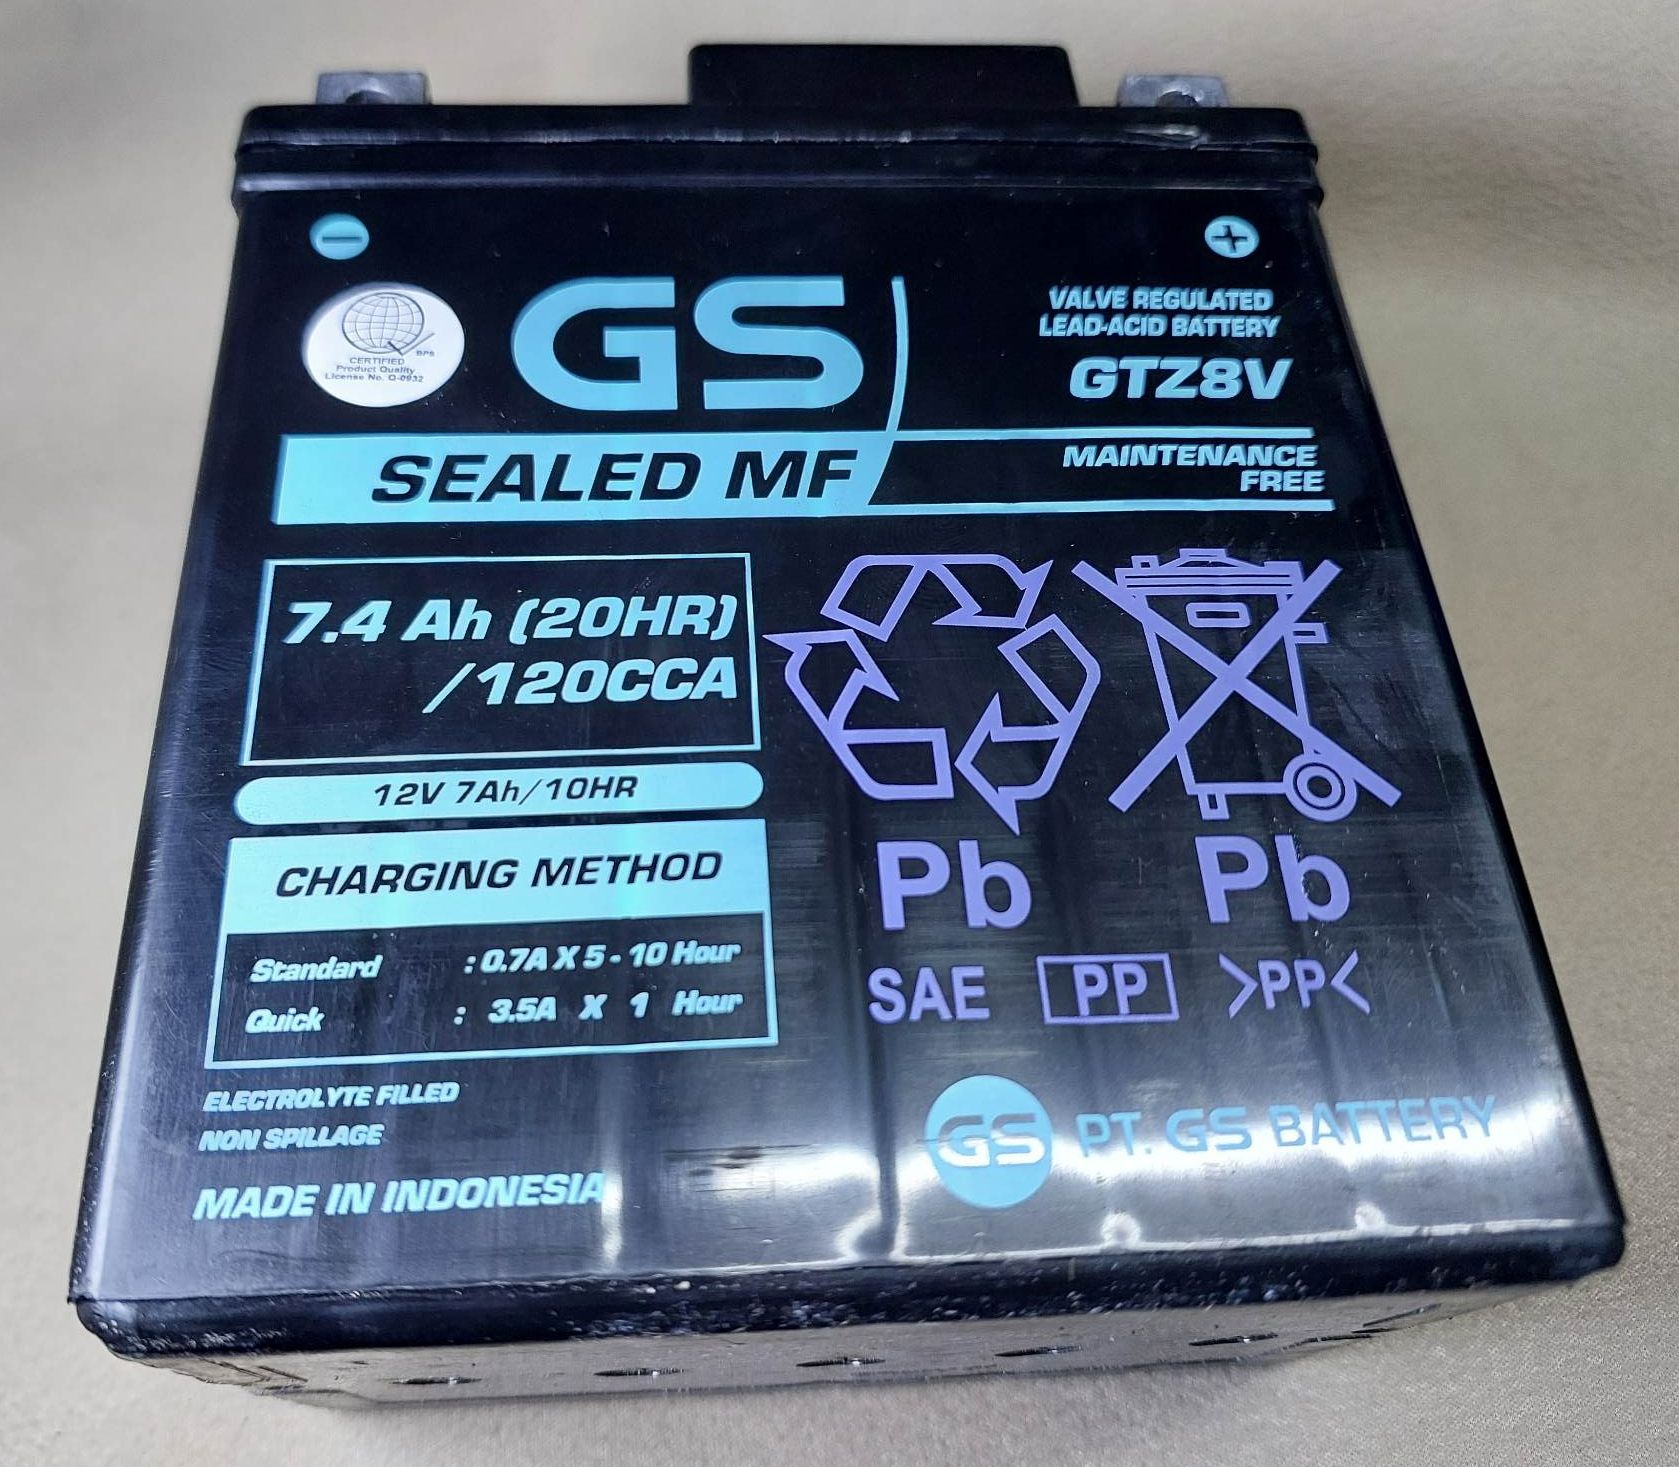 GS
VALVE REGULATED
LEAD-ACID BATTERY
GTZ8V
BPS
CERTIFIED
Product Quality
License No. Q-0932
SEALED MF
MAINTENANCE
FREE
7.4 Ah (20HR)
/120CCA
12V 7Ah/10HR
CHARGING METHOD
Standard : 0.7A X 5 - 10 Hour
Quick : 3.5A X 1 Hour
Pb Pb
SAE PP >PP<
ELECTROLYTE FILLED
NON SPILLAGE
MADE IN INDONESIA
GS PT. GS BATTERY